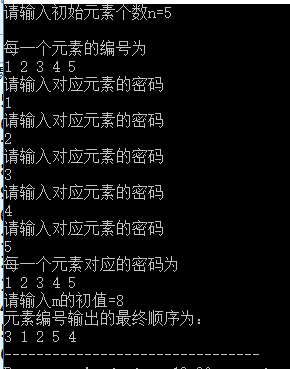 请输入初始元素个数n=5
每一个元素的编号为
1 2 3 4 5
请输入对应元素的密码
1
请输入对应元素的密码
2
请输入对应元素的密码
3
请输入对应元素的密码
4
请输入对应元素的密码
5
每一个元素对应的密码为
1 2 3 4 5
请输入m的初值=8
元素编号输出的最终顺序为:
3 1 2 5 4
--------------------------------